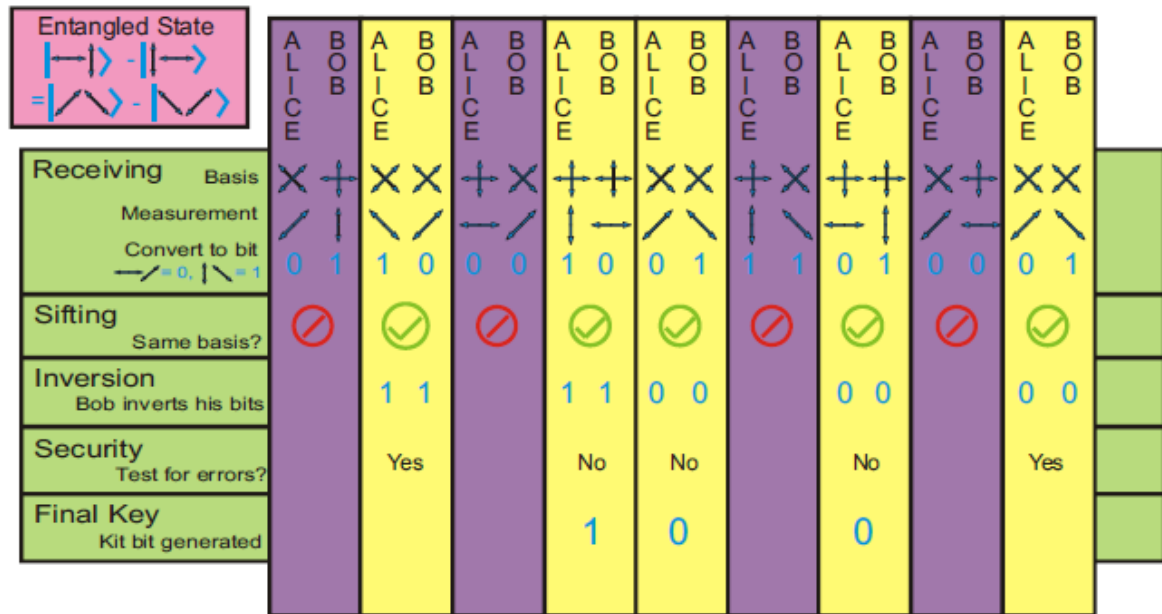 Entangled State
ALICE BOB ALICE BOB ALICE BOB ALICE BOB ALICE BOB ALICE BOB ALICE BOB ALICE BOB ALICE BOB
Receiving Basis
Measurement
Convert to bit
= 0, = 1
0 1 1 0 0 0 1 0 0 1 1 1 0 1 0 0 0 1
Sifting
Same basis?
Inversion
Bob inverts his bits
1 1 1 1 0 0 0 0 0 0
Security
Test for errors?
Yes No No No Yes
Final Key
Kit bit generated
1 0 0